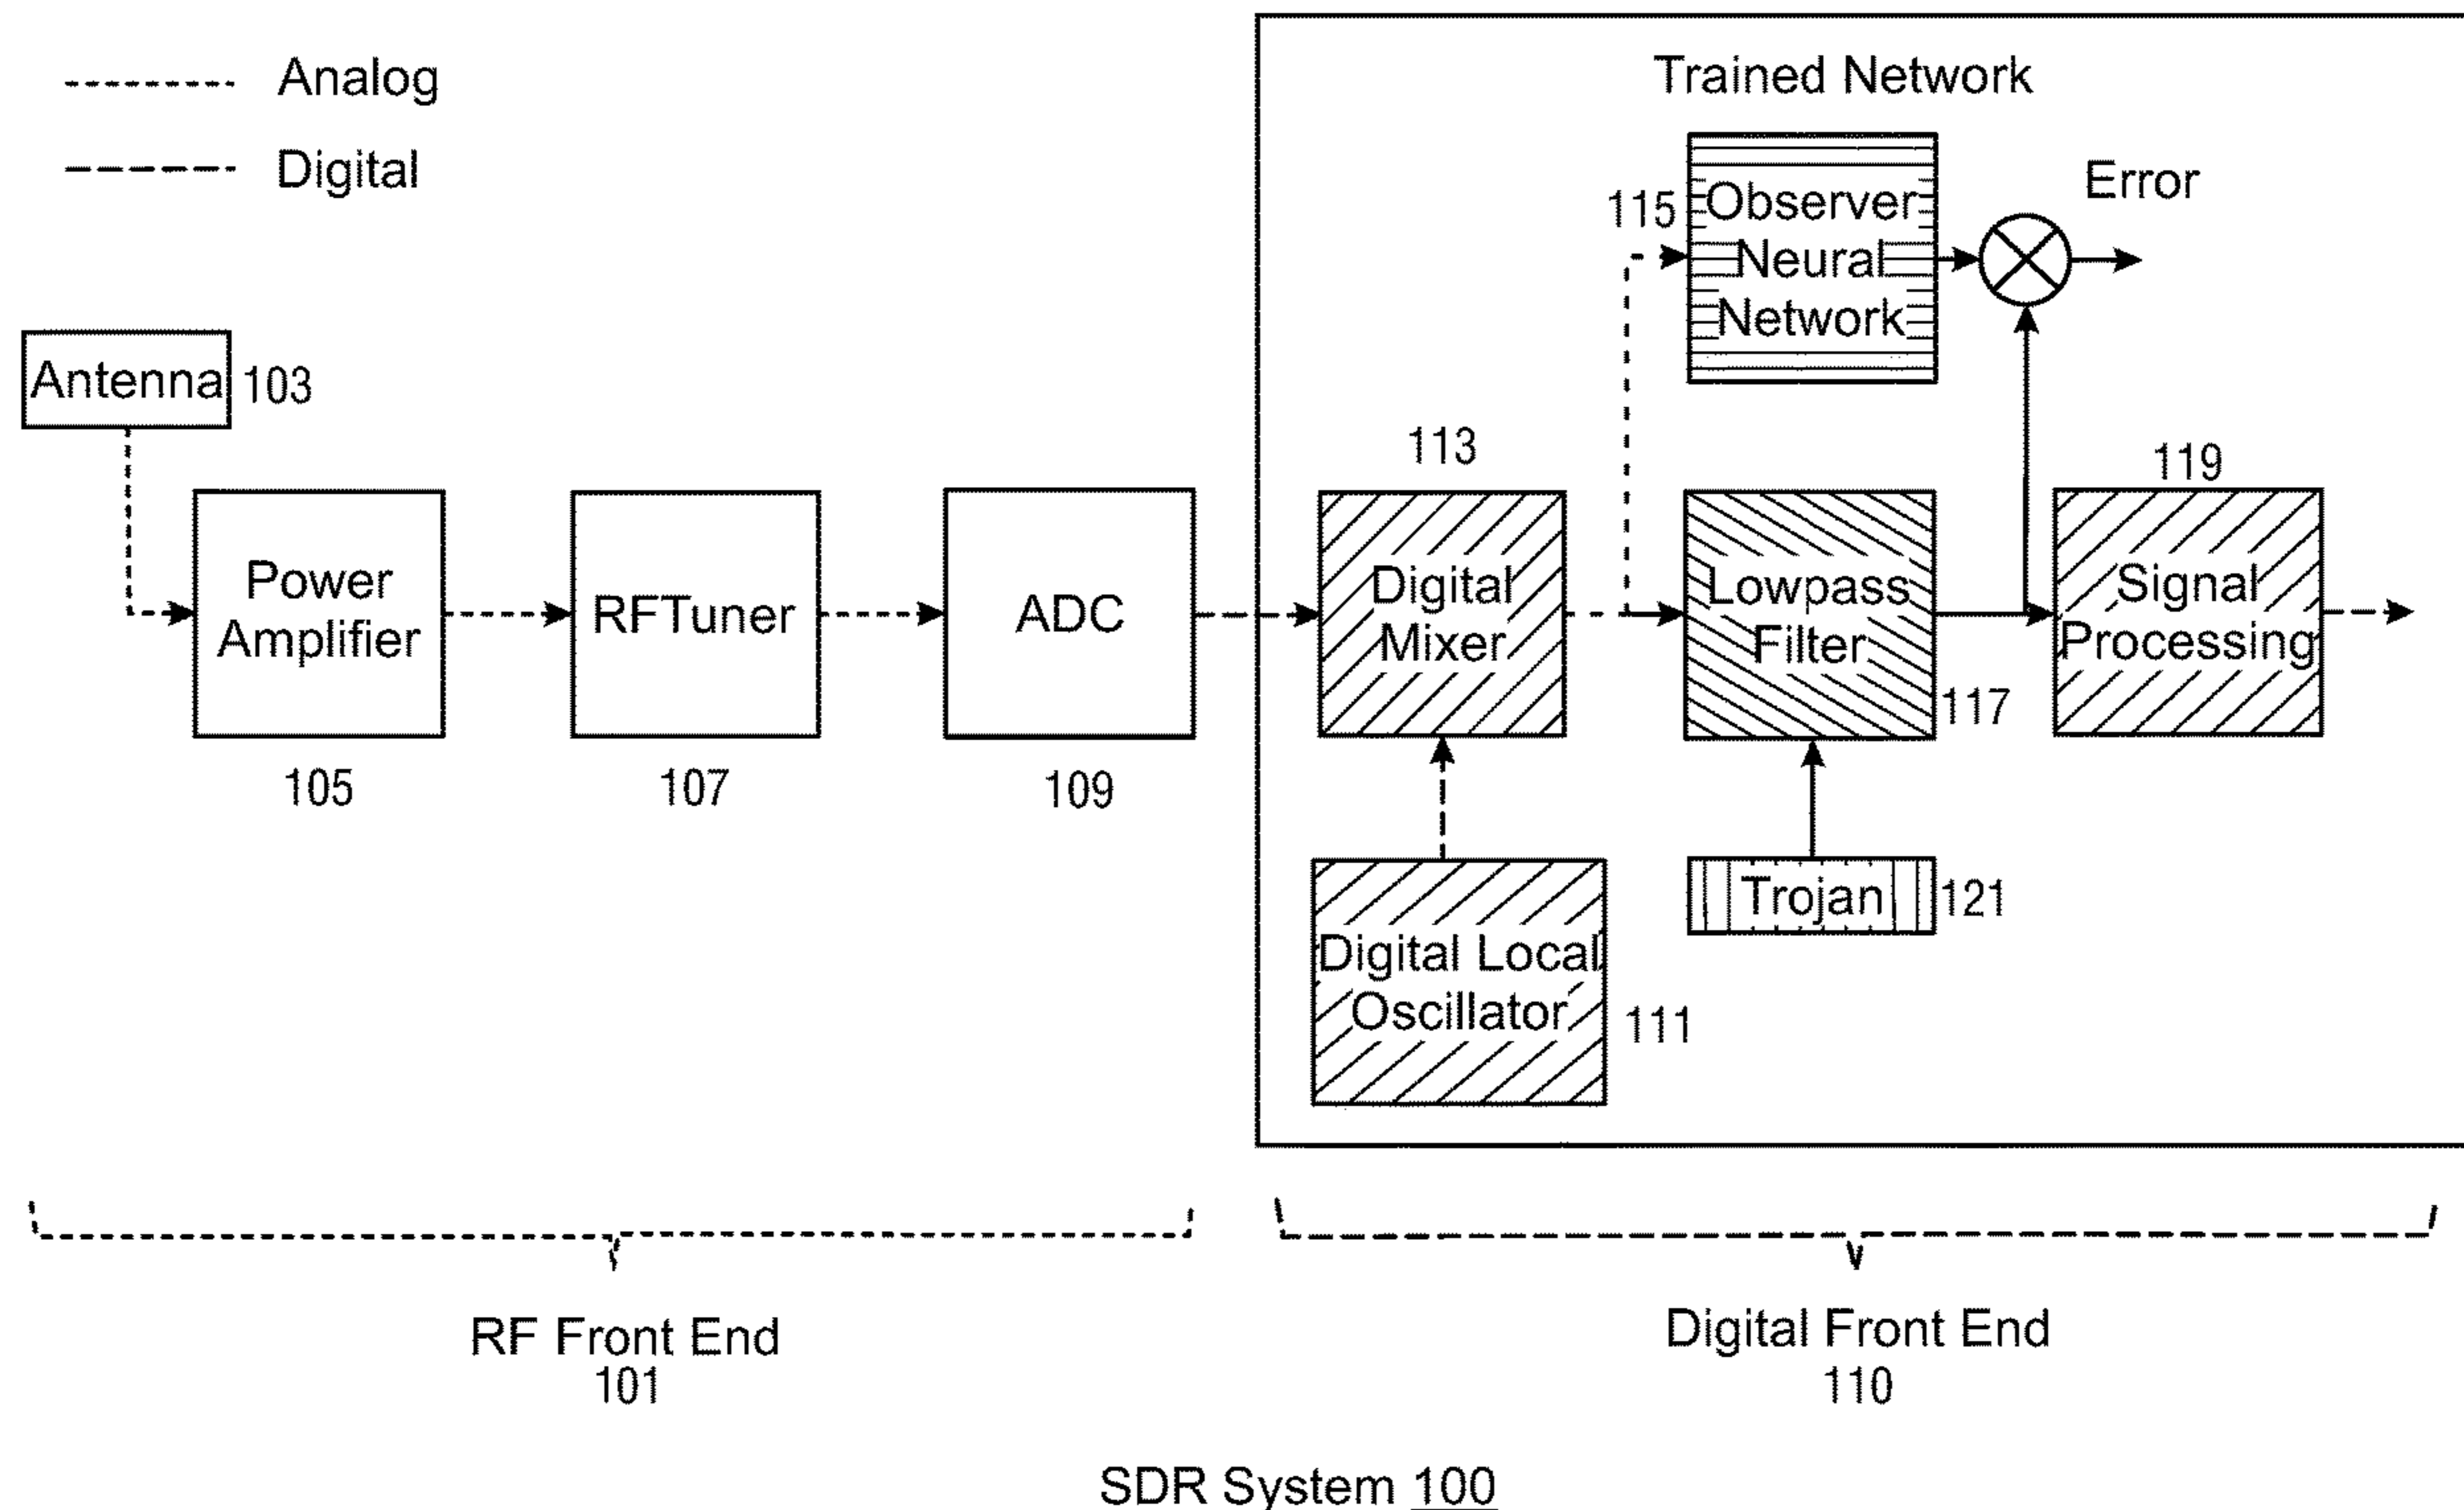 Analog
Digital
Trained Network
115
Observer
Neural
Network
Error
Antenna 103
113
119
Power
Amplifier
RFTuner
ADC
Digital
Mixer
Lowpass
Filter
Signal
Processing
117
105
107
109
Trojan 121
Digital Local
Oscillator
111
RF Front End
101
Digital Front End
110
SDR System 100